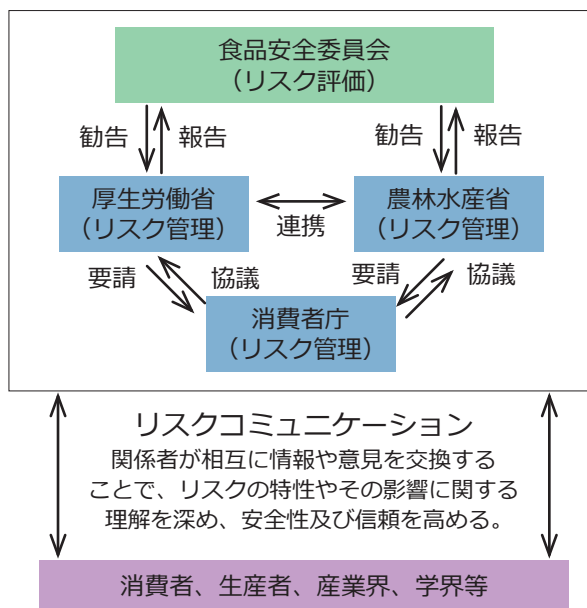 食品安全委員会
（リスク評価）
勧告
報告
勧告
報告
厚生労働省
（リスク管理）
連携
農林水産省
（リスク管理）
要請
協議
要請
協議
消費者庁
（リスク管理）
リスクコミュニケーション
関係者が相互に情報や意見を交換する
ことで、リスクの特性やその影響に関する
理解を深め、安全性及び信頼を高める。
消費者、生産者、産業界、学界等